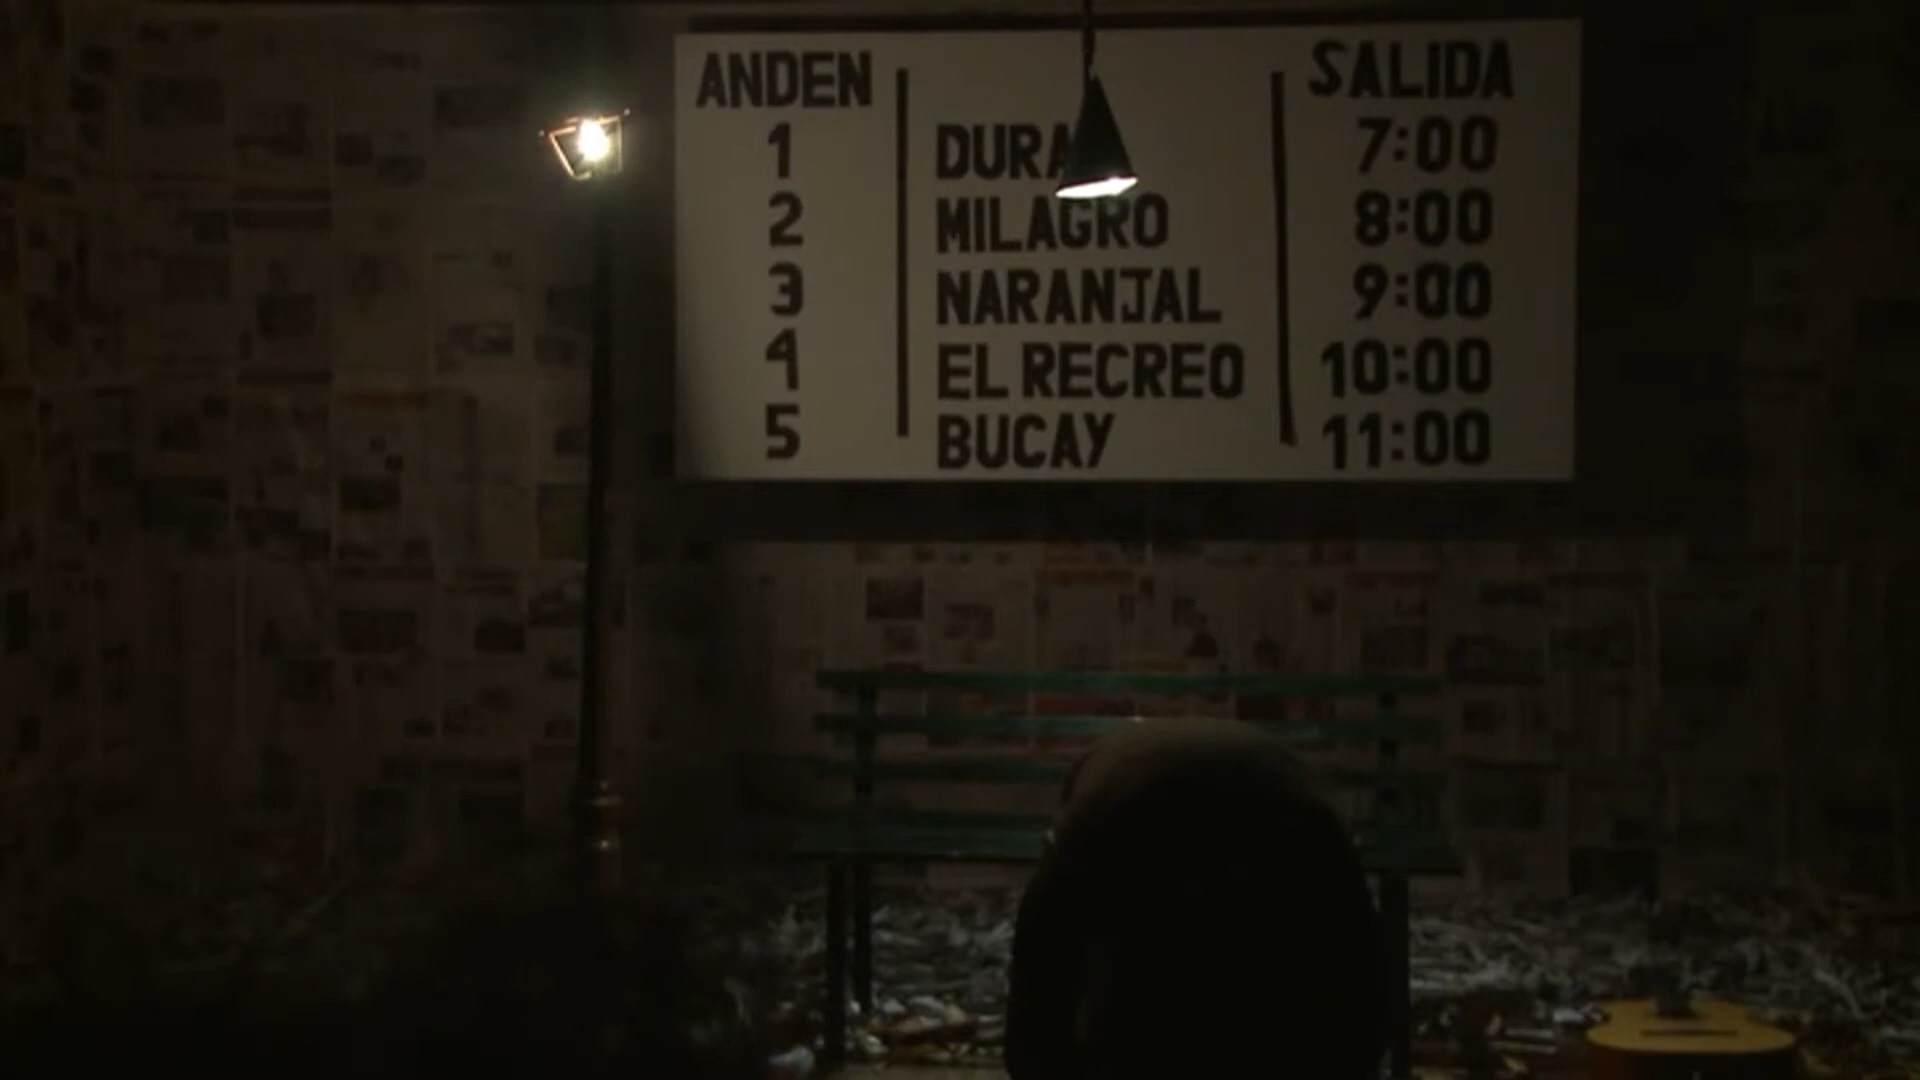 ANDEN SALIDA
1 DURA 7:00
2 MILAGRO 8:00
3 NARANJAL 9:00
4 EL RECREO 10:00
5 BUCAY 11:00